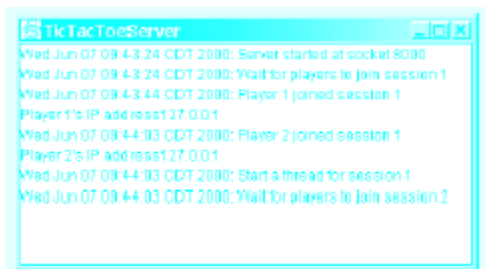 TicTacToeServer
Wed Jun 07 09:43:24 CDT 2000: Server started at socket 8000
Wed Jun 07 09:43:24 CDT 2000: Wait for players to join session 1
Wed Jun 07 09:43:44 CDT 2000: Player 1 joined session 1
Player 1's IP address127.0.0.1
Wed Jun 07 09:44:03 CDT 2000: Player 2 joined session 1
Player 2's IP address127.0.0.1
Wed Jun 07 09:44:03 CDT 2000: Start a thread for session 1
Wed Jun 07 09:44:03 CDT 2000: Wait for players to join session 2